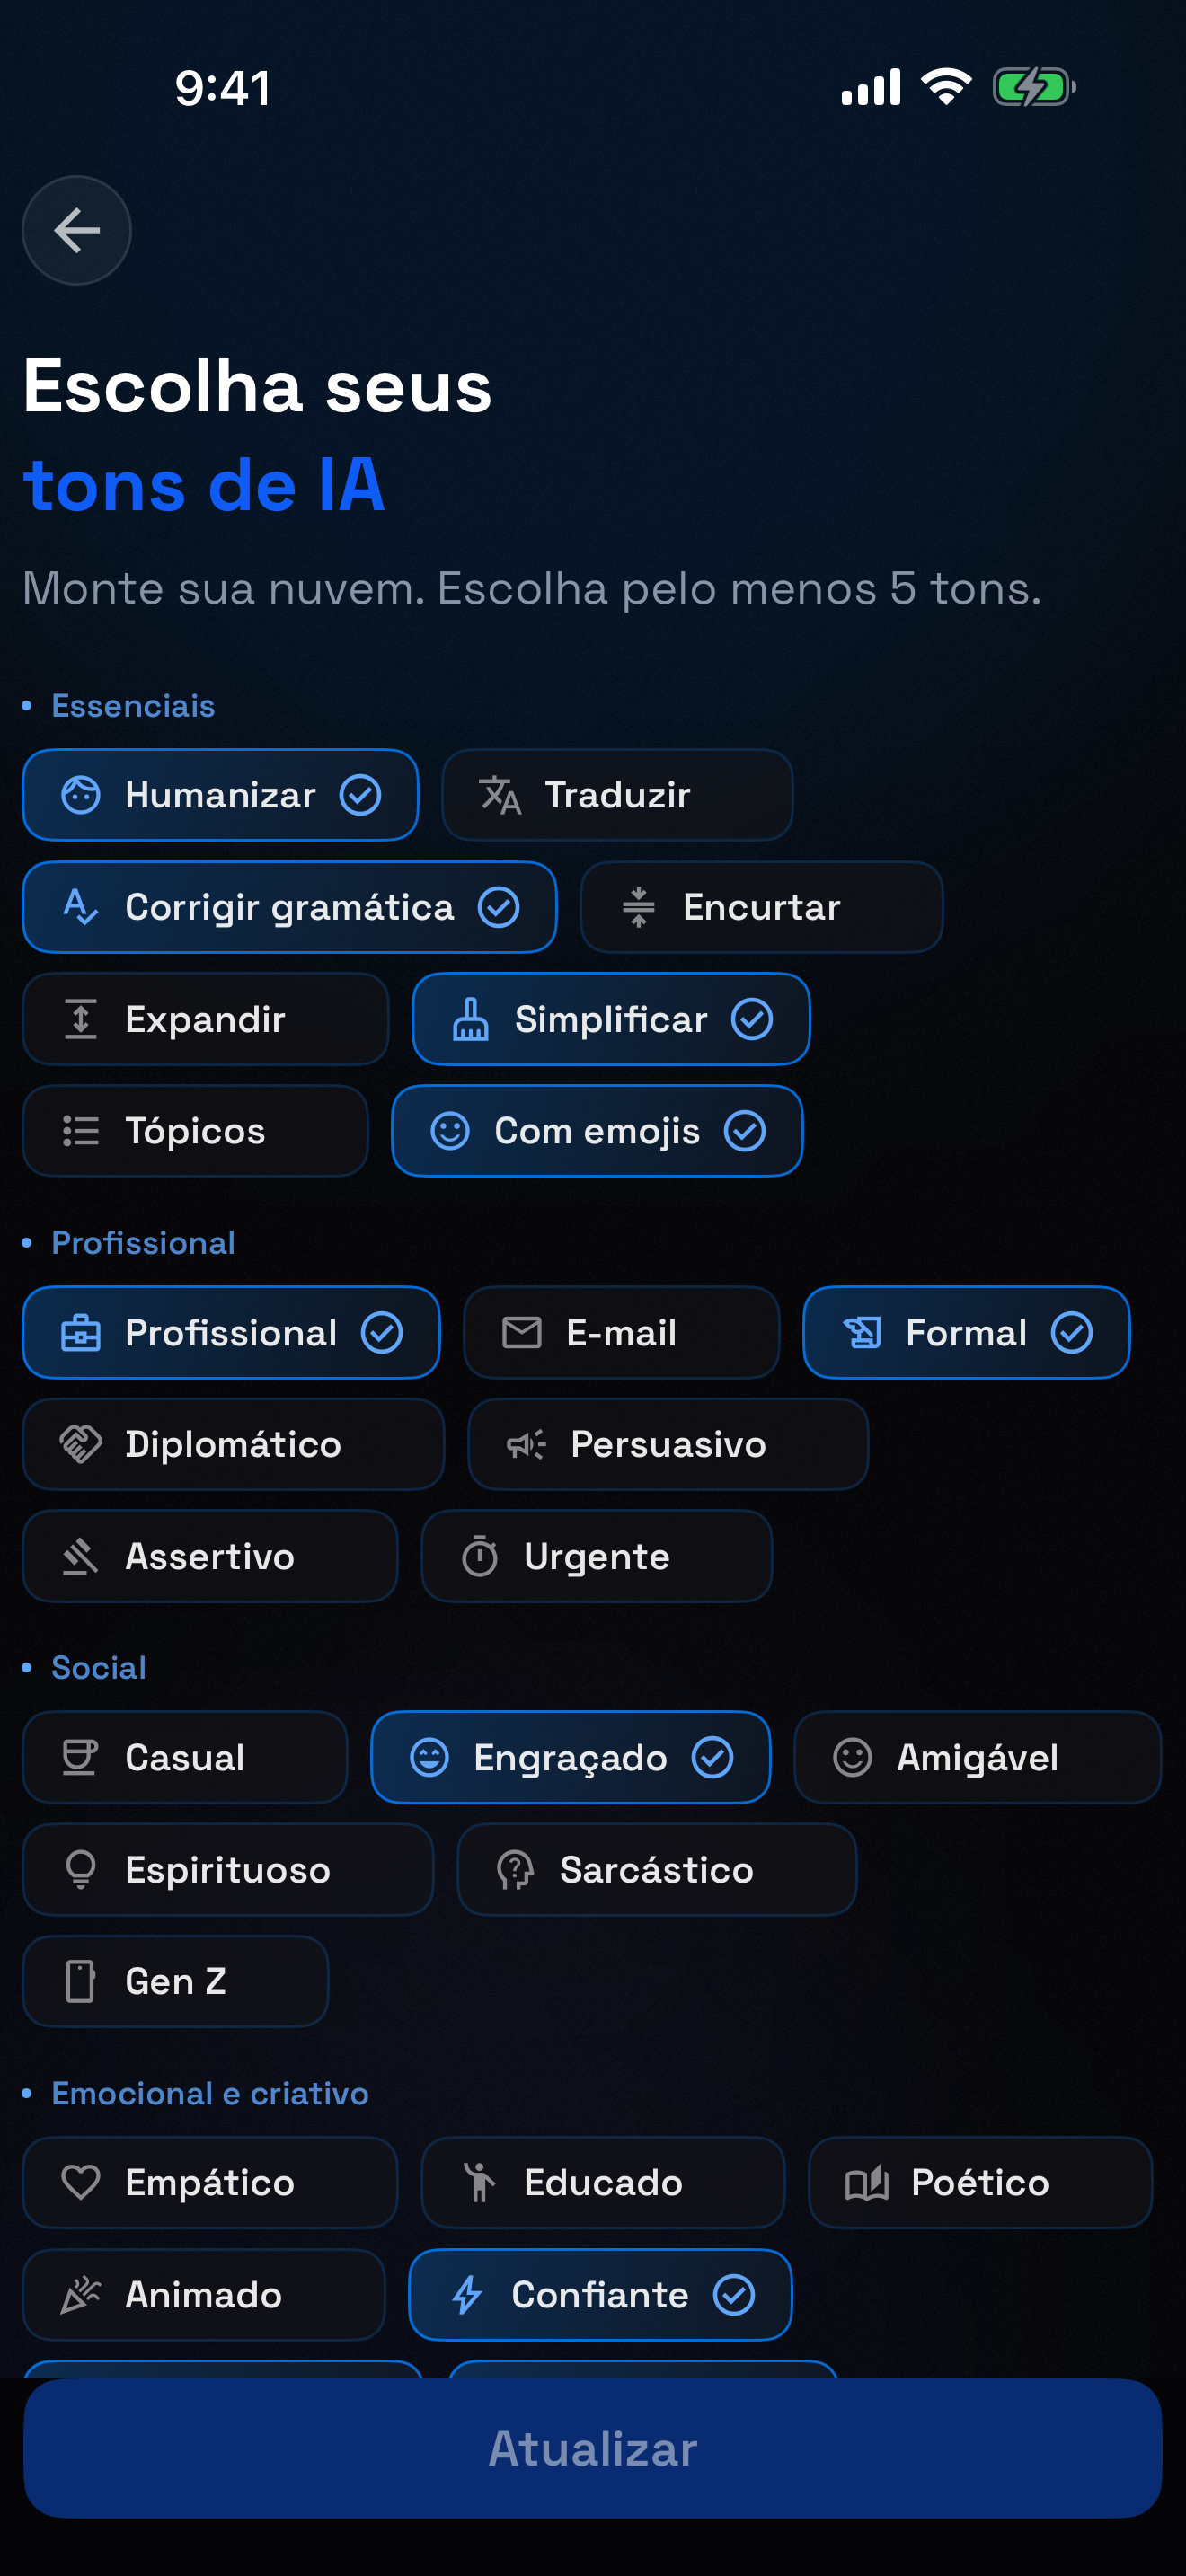 9:41
Escolha seus
tons de IA
Monte sua nuvem. Escolha pelo menos 5 tons.
• Essenciais
Humanizar Traduzir
Corrigir gramática Encurtar
Expandir Simplificar
Tópicos Com emojis
• Profissional
Profissional E-mail Formal
Diplomático Persuasivo
Assertivo Urgente
• Social
Casual Engraçado Amigável
Espirituoso Sarcástico
Gen Z
• Emocional e criativo
Empático Educado Poético
Animado Confiante
Atualizar